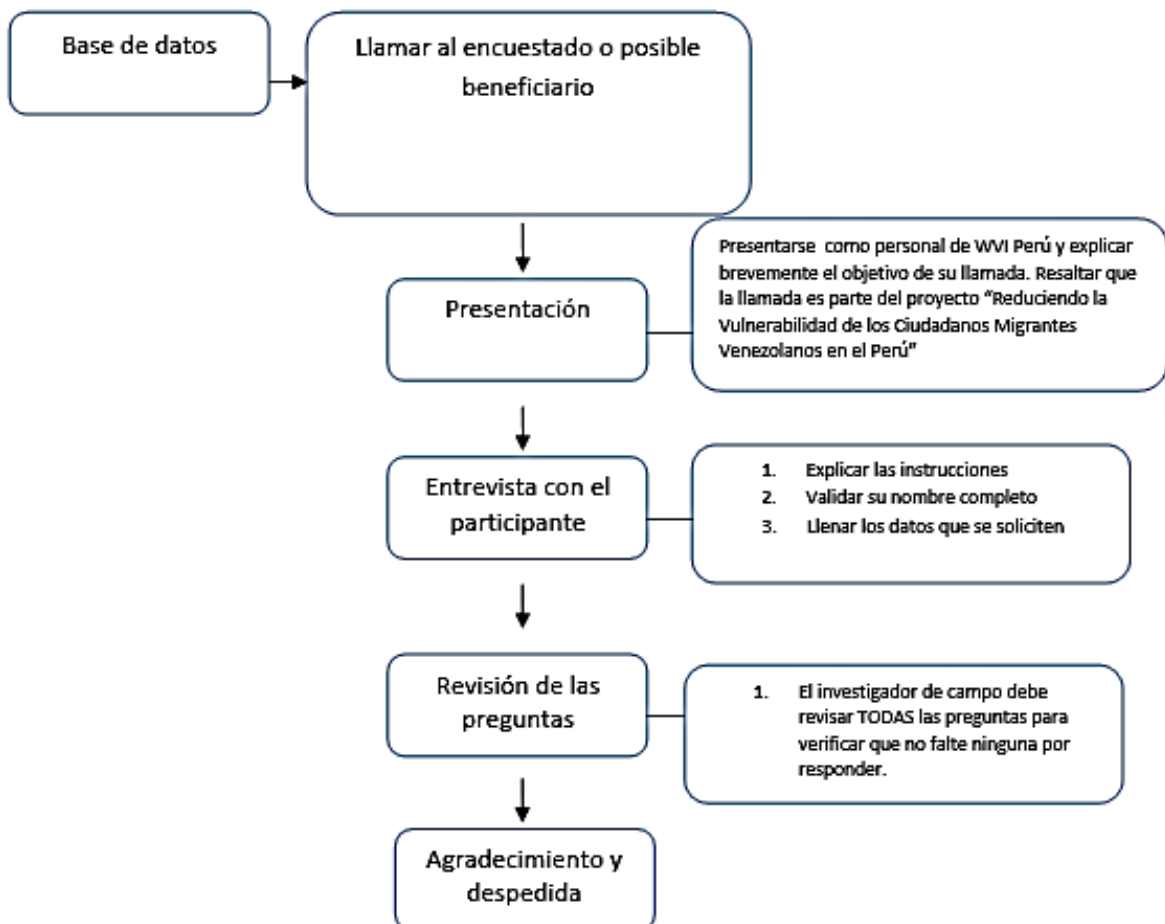 Base de datos
Llamar al encuestado o posible
beneficiario
Presentación
Presentarse como personal de WVI Perú y explicar
brevemente el objetivo de su llamada. Resaltar que
la llamada es parte del proyecto "Reduciendo la
Vulnerabilidad de los Ciudadanos Migrantes
Venezolanos en el Perú"
Entrevista con el
participante
1. Explicar las instrucciones
2. Validar su nombre completo
3. Llenar los datos que se soliciten
Revisión de las
preguntas
1. El investigador de campo debe
revisar TODAS las preguntas para
verificar que no falte ninguna por
responder.
Agradecimiento y
despedida